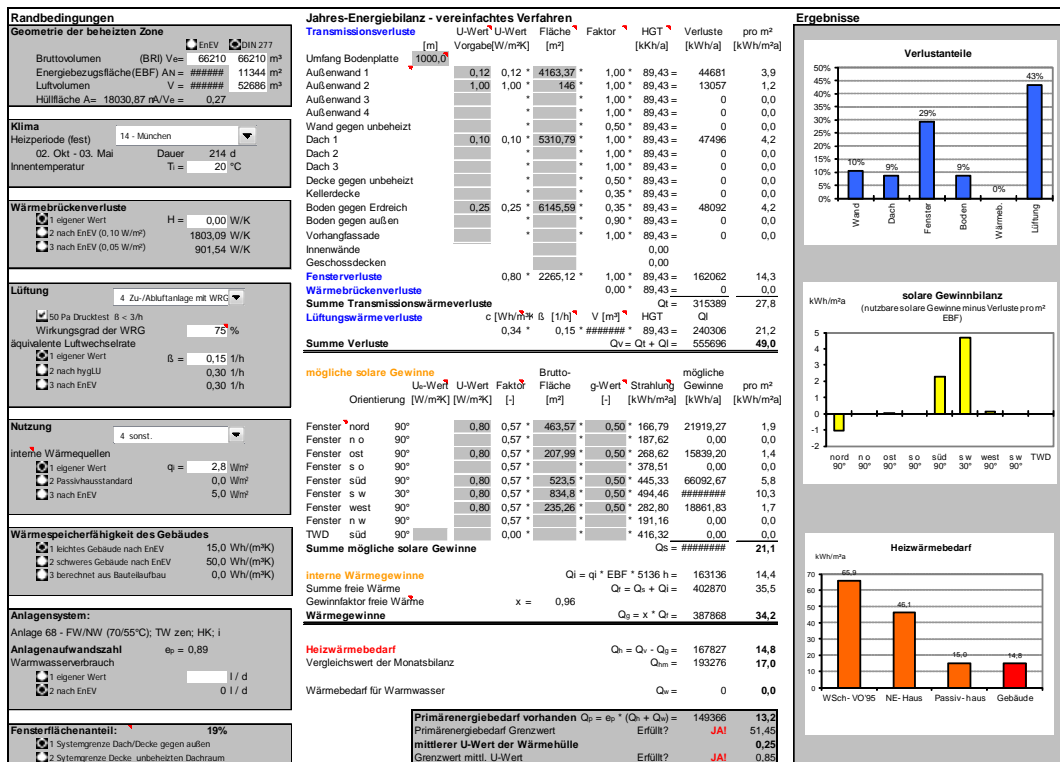 Randbedingungen
Geometrie der beheizten Zone
EnEV DIN 277
Bruttovolumen (BRI) Ve= 66210 66210 m³
Energiebezugsfläche(EBF) AN = ###### 11344 m²
Luftvolumen V = ###### 52686 m³
Hüllfläche A= 18030,87 m²A/Ve = 0,27
Klima
Heizperiode (fest) 14 - München
02. Okt - 03. Mai Dauer 214 d
Innentemperatur Ti = 20 °C
Wärmebrückenverluste
1 eigener Wert H = 0,00 W/K
2 nach EnEV (0,10 W/m²) 1803,09 W/K
3 nach EnEV (0,05 W/m²) 901,54 W/K
Lüftung
4 Zu-/Abluftanlage mit WRG
50 Pa Drucktest ß < 3/h
Wirkungsgrad der WRG 75 %
äquivalente Luftwechselrate
1 eigener Wert ß = 0,15 1/h
2 nach hygLU 0,30 1/h
3 nach EnEV 0,30 1/h
Nutzung
4 sonst.
interne Wärmequellen
1 eigener Wert qi = 2,8 W/m²
2 Passivhausstandard 0,0 W/m²
3 nach EnEV 5,0 W/m²
Wärmespeicherfähigkeit des Gebäudes
1 leichtes Gebäude nach EnEV 15,0 Wh/(m³K)
2 schweres Gebäude nach EnEV 50,0 Wh/(m³K)
3 berechnet aus Bauteilaufbau 0,0 Wh/(m³K)
Anlagensystem:
Anlage 68 - FW/NW (70/55°C); TW zen; HK; i
Anlagenaufwandszahl ep = 0,89
Warmwasserverbrauch
1 eigener Wert l / d
2 nach EnEV 0 l / d
Fensterflächenanteil: 19%
1 Systemgrenze Dach/Decke gegen außen
2 Sytemgrenze Decke unbeheizten Dachraum
Jahres-Energiebilanz - vereinfachtes Verfahren
Transmissionsverluste U-Wert U-Wert Fläche Faktor HGT Verluste pro m²
[m] Vorgabe [W/m²K] [m²] [kKh/a] [kWh/a] [kWh/m²a]
Umfang Bodenplatte 1000,0
Außenwand 1 0,12 0,12 * 4163,37 * 1,00 * 89,43 = 44681 3,9
Außenwand 2 1,00 1,00 * 146 * 1,00 * 89,43 = 13057 1,2
Außenwand 3 * * 1,00 * 89,43 = 0 0,0
Außenwand 4 * * 1,00 * 89,43 = 0 0,0
Wand gegen unbeheizt * * 0,50 * 89,43 = 0 0,0
Dach 1 0,10 0,10 * 5310,79 * 1,00 * 89,43 = 47496 4,2
Dach 2 * * 1,00 * 89,43 = 0 0,0
Dach 3 * * 1,00 * 89,43 = 0 0,0
Decke gegen unbeheizt * * 0,50 * 89,43 = 0 0,0
Kellerdecke * * 0,35 * 89,43 = 0 0,0
Boden gegen Erdreich 0,25 0,25 * 6145,59 * 0,35 * 89,43 = 48092 4,2
Boden gegen außen * * 0,90 * 89,43 = 0 0,0
Vorhangfassade * * 1,00 * 89,43 = 0 0,0
Innenwände 0,00
Geschossdecken 0,00
Fensterverluste 0,80 * 2265,12 * 1,00 * 89,43 = 162062 14,3
Wärmebrückenverluste 0,00 * 89,43 = 0 0,0
Summe Transmissionswärmeverluste Qt = 315389 27,8
Lüftungswärmeverluste c [Wh/m³K] ß [1/h] V [m³] HGT Ql
0,34 * 0,15 * ####### * 89,43 = 240306 21,2
Summe Verluste Qv = Qt + Ql = 555696 49,0
mögliche solare Gewinne Brutto- mögliche
Ue-Wert U-Wert Faktor Fläche g-Wert Strahlung Gewinne pro m²
Orientierung [W/m²K] [W/m²K] [-] [m²] [-] [kWh/m²a] [kWh/a] [kWh/m²a]
Fenster nord 90° 0,80 0,57 * 463,57 * 0,50 * 166,79 21919,27 1,9
Fenster n o 90° 0,57 * * * 187,62 0,00 0,0
Fenster ost 90° 0,80 0,57 * 207,99 * 0,50 * 268,62 15839,20 1,4
Fenster s o 90° 0,57 * * * 378,51 0,00 0,0
Fenster süd 90° 0,80 0,57 * 523,5 * 0,50 * 445,33 66092,67 5,8
Fenster s w 30° 0,80 0,57 * 834,8 * 0,50 * 494,46 ######## 10,3
Fenster west 90° 0,80 0,57 * 235,26 * 0,50 * 282,80 18861,83 1,7
Fenster n w 90° 0,57 * * * 191,16 0,00 0,0
TWD süd 90° 0,00 * * * 416,32 0,00 0,0
Summe mögliche solare Gewinne Qs = ######## 21,1
interne Wärmegewinne Qi = qi * EBF * 5136 h = 163136 14,4
Summe freie Wärme Qf = Qs + Qi = 402870 35,5
Gewinnfaktor freie Wärme x = 0,96
Wärmegewinne Qg = x * Qf = 387868 34,2
Heizwärmebedarf Qh = Qv - Qg = 167827 14,8
Vergleichswert der Monatsbilanz Qhm = 193276 17,0
Wärmebedarf für Warmwasser Qw = 0 0,0
Primärenergiebedarf vorhanden Qp = ep * (Qh + Qw) = 149366 13,2
Primärenergiebedarf Grenzwert Erfüllt? JA! 51,45
mittlerer U-Wert der Wärmehülle 0,25
Grenzwert mittl. U-Wert Erfüllt? JA! 0,85
Ergebnisse
Verlustanteile
50%
45%
40%
35%
30%
25%
20%
15%
10%
5%
0%
10% 9% 29% 9% 0% 43%
Wand Dach Fenster Boden Wärmeb. Lüftung
kWh/m²a solare Gewinnbilanz
(nutzbare solare Gewinne minus Verluste pro m²
EBF)
5
4
3
2
1
0
-1
-2
nord n o ost s o süd s w west s w TWD
90° 90° 90° 90° 90° 30° 90° 90°
Heizwärmebedarf
kWh/m²a
70
60
50
40
30
20
10
0
65,9 46,1 15,0 14,8
WSch-VO'95 NE-Haus Passiv-haus Gebäude